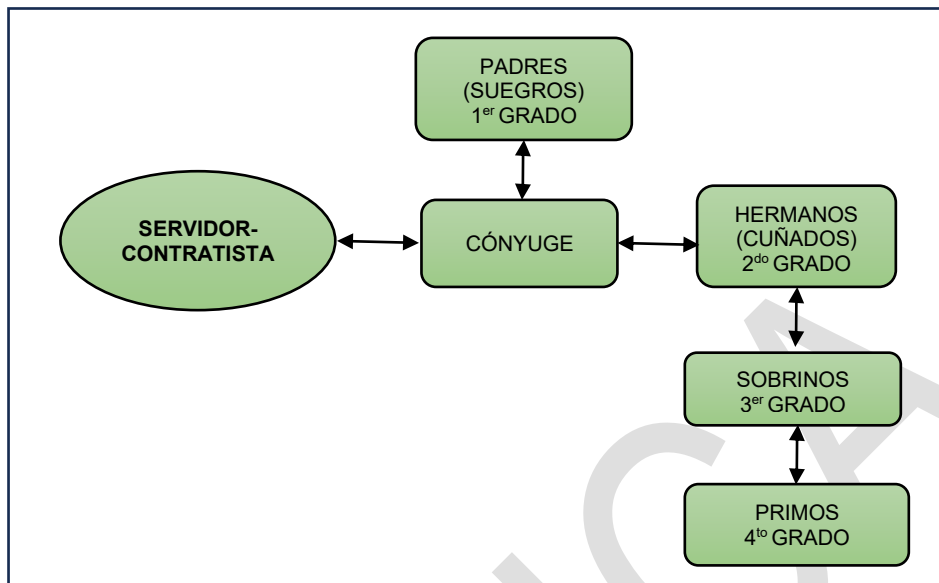 PADRES
(SUEGROS)
1er GRADO
SERVIDOR-
CONTRATISTA
CÓNYUGE
HERMANOS
(CUÑADOS)
2do GRADO
SOBRINOS
3er GRADO
PRIMOS
4to GRADO